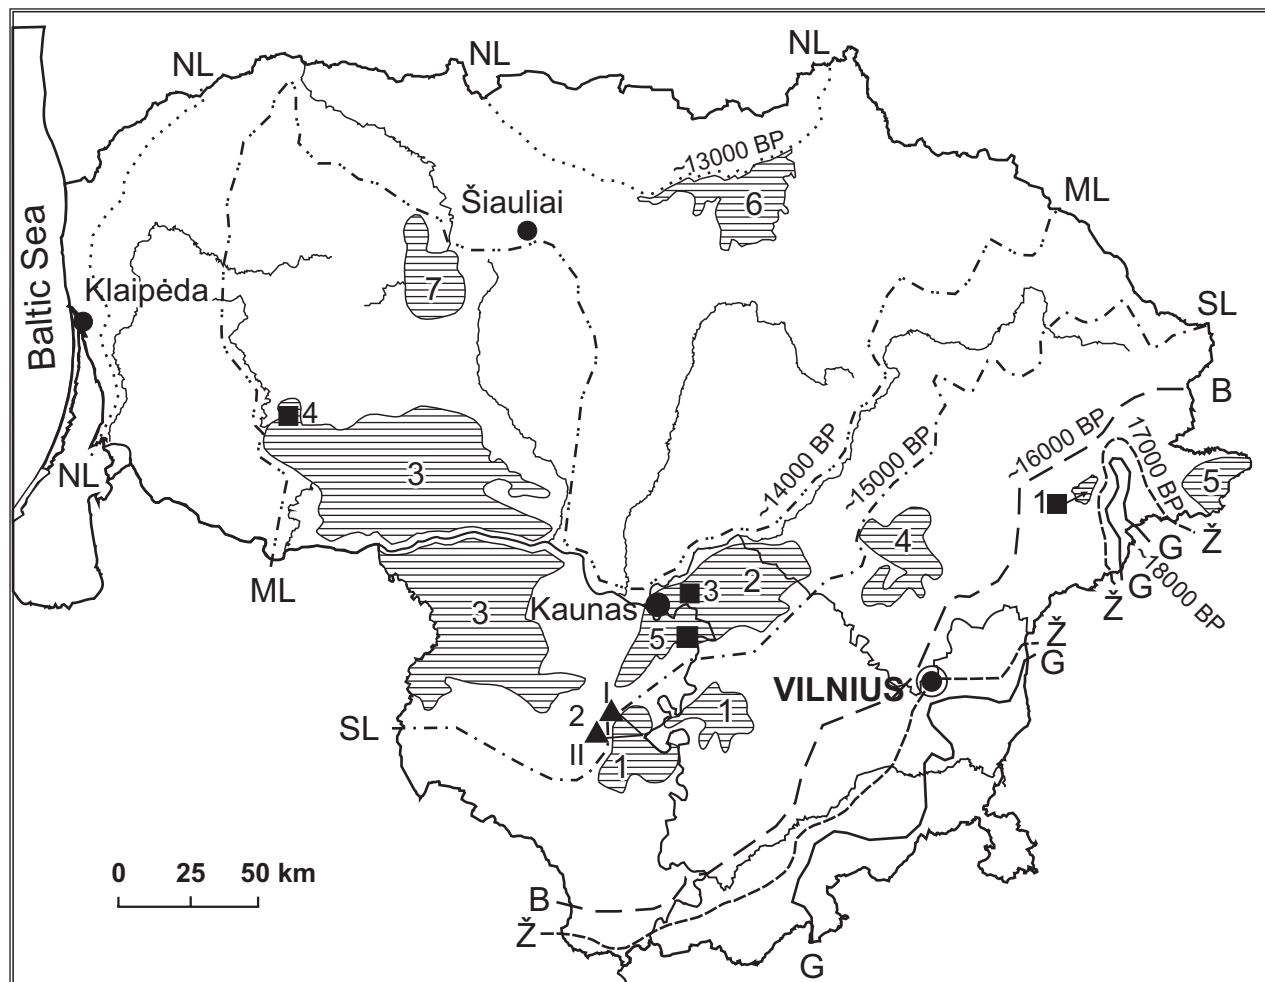 NL
NL
NL
~13000 BP
ML
Šiauliai
6
Baltic Sea
Klaipėda
7
SL
B
4
3
~16000 BP
17000 BP
NL
~14000 BP
~15000 BP
1
5
4
G
Ž
~18000 BP
ML
3
2
3
Kaunas
5
G
Ž
Ž
G
VILNIUS
I
2
II
1
1
SL
0 25 50 km
B
Ž
G